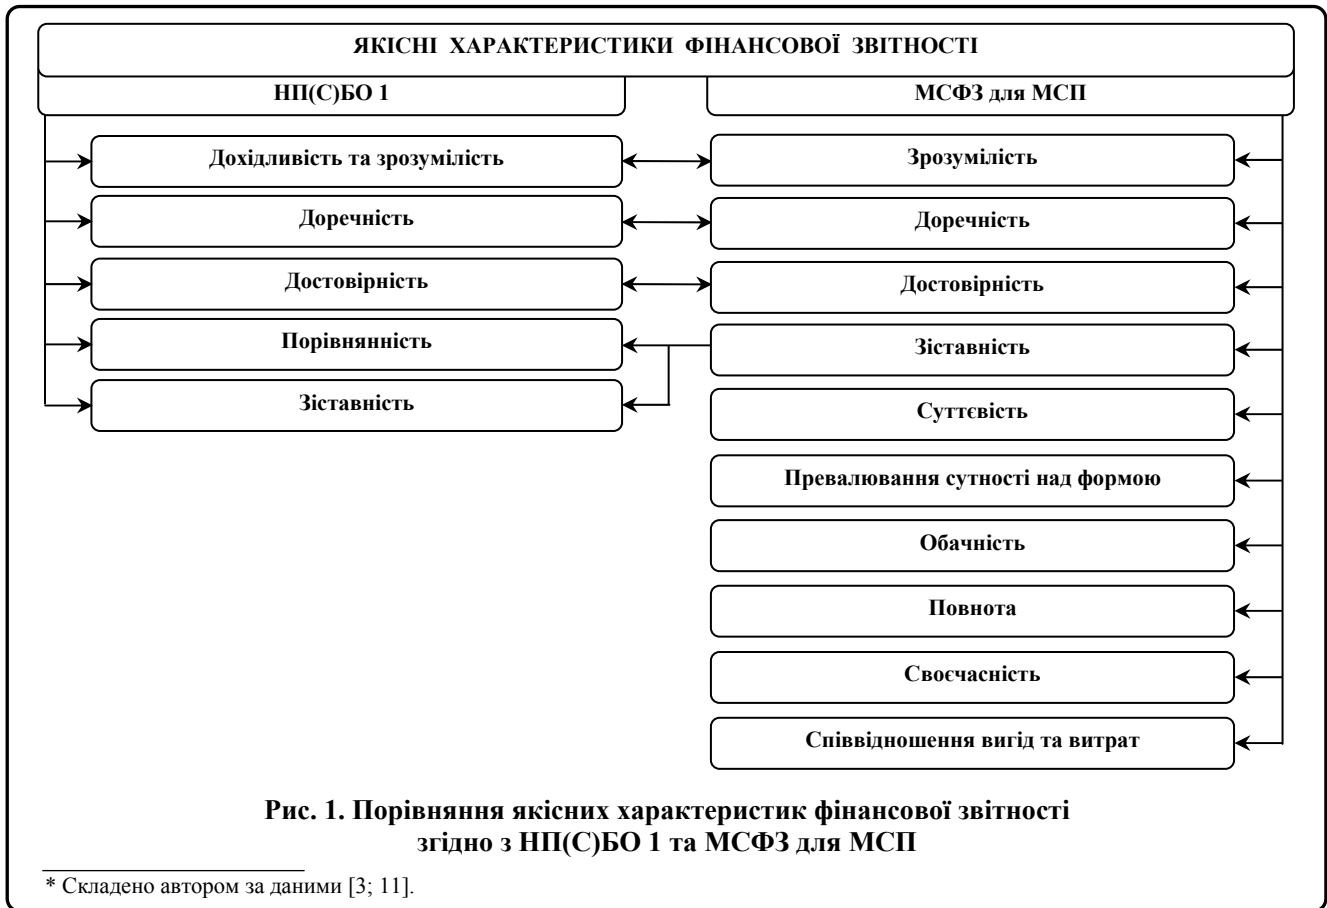 ЯКІСНІ ХАРАКТЕРИСТИКИ ФІНАНСОВОЇ ЗВІТНОСТІ
НП(С)БО 1
МСФЗ для МСП
Дохідливість та зрозумілість
Зрозумілість
Доречність
Доречність
Достовірність
Достовірність
Порівнянність
Зіставність
Зіставність
Суттєвість
Превалювання сутності над формою
Обачність
Повнота
Своєчасність
Співвідношення вигід та витрат
Рис. 1. Порівняння якісних характеристик фінансової звітності
згідно з НП(С)БО 1 та МСФЗ для МСП
* Складено автором за даними [3; 11].